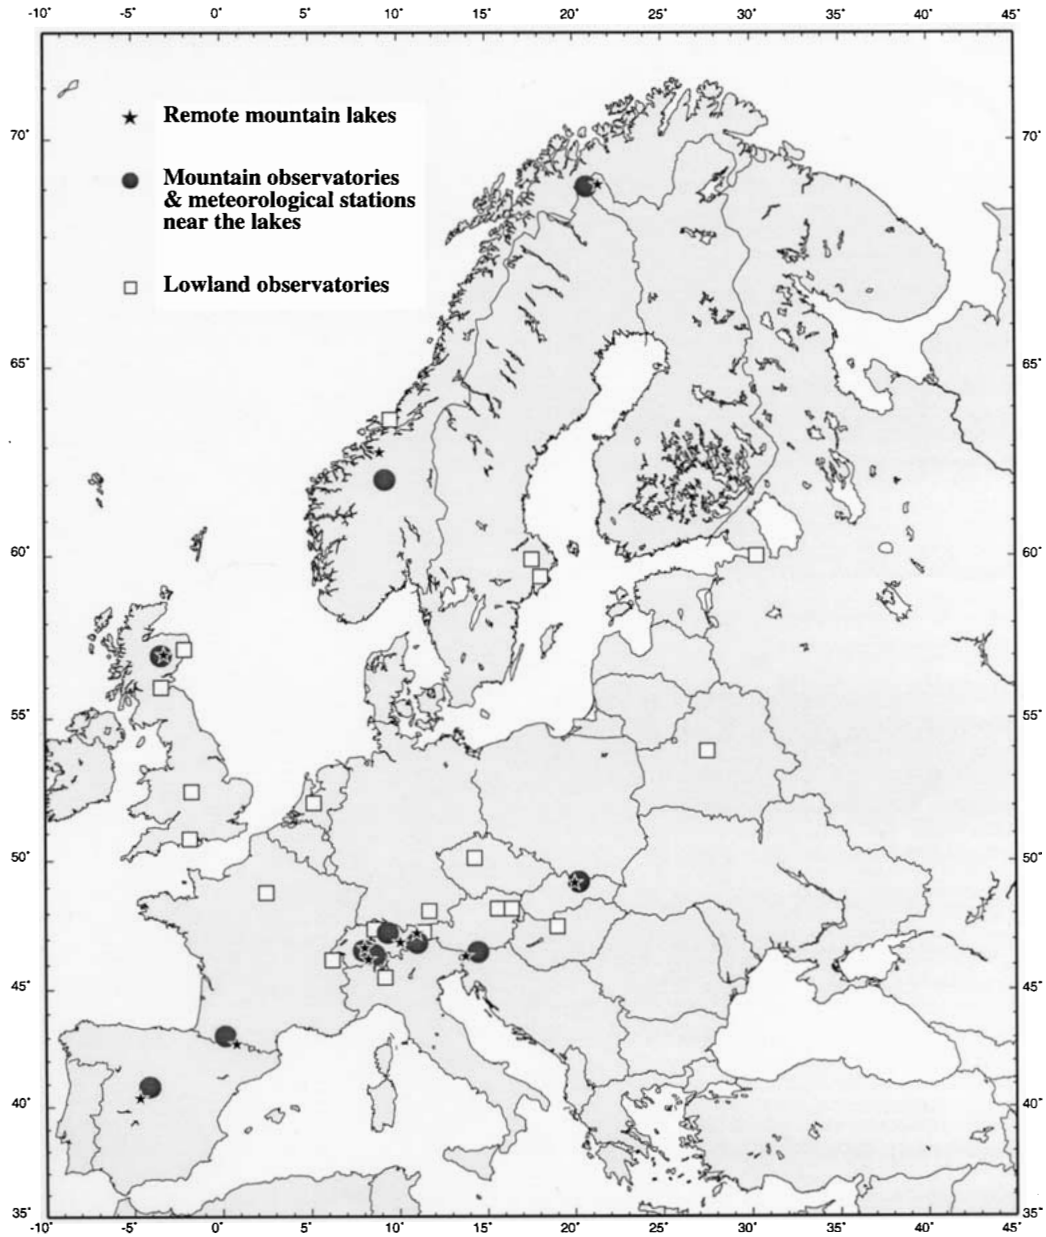 -10° -5° 0° 5° 10° 15° 20° 25° 30° 35° 40° 45°
Remote mountain lakes
70° 70°
Mountain observatories
& meteorological stations
near the lakes
Lowland observatories
65° 65°
60° 60°
55° 55°
50° 50°
45° 45°
40° 40°
35° 35°
-10° -5° 0° 5° 10° 15° 20° 25° 30° 35° 40° 45°